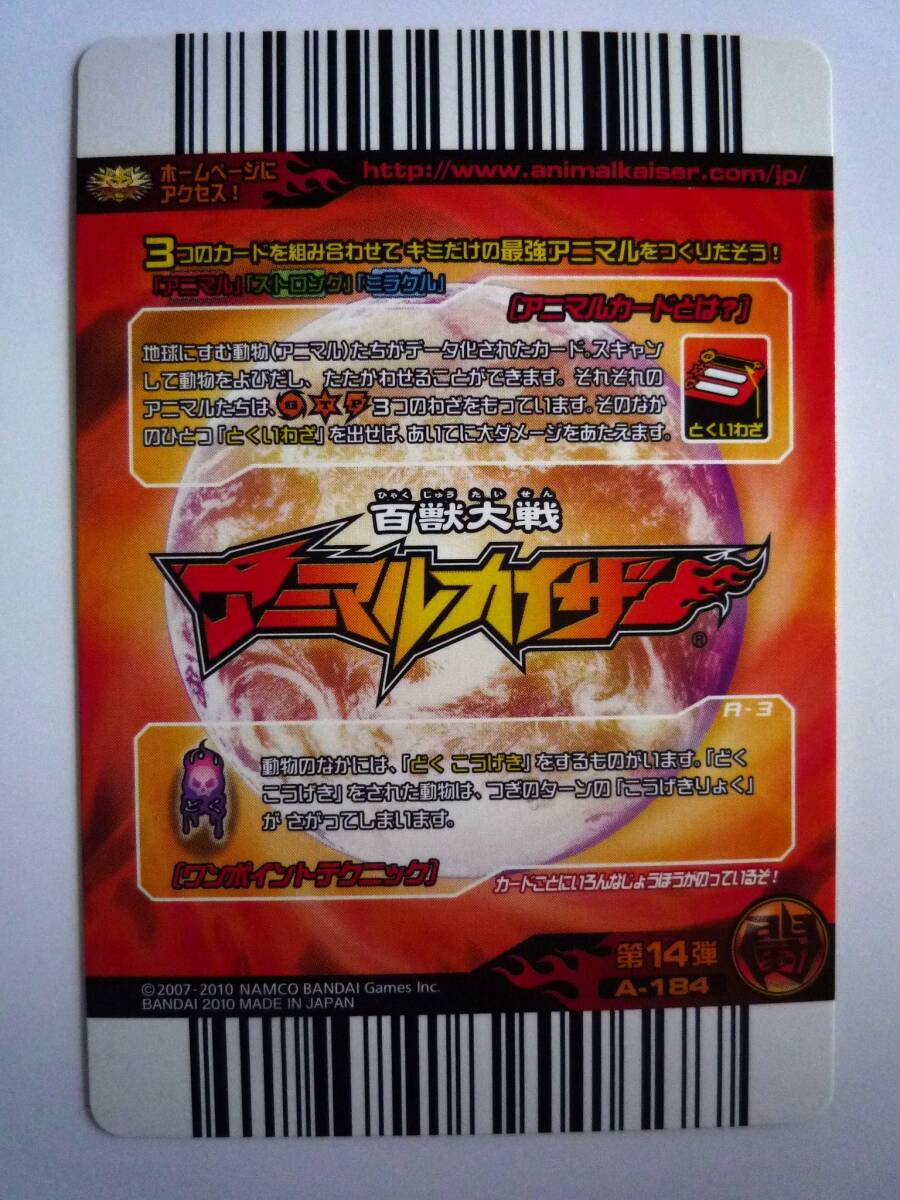 ホームページに
アクセス！
http://www.animalkaiser.com/jp/
3つのカードを組み合わせて キミだけの最強アニマルをつくりだそう！
「アニマル」「ストロング」「ミラクル」
[アニマルカードとは？]
地球にすむ動物(アニマル)たちがデータ化されたカード。スキャン
して動物をよびだし、たたかわせることができます。それぞれの
アニマルたちは、G T P 3つのわざをもっています。そのなか
のひとつ「とくいわざ」を出せば、あいてに大ダメージをあたえます。
とくいわざ
ひゃくじゅうたいせん
百獣大戦
アニマルカイザー®
A-3
動物のなかには、「どく こうげき」をするものがいます。「どく
こうげき」をされた動物は、つぎのターンの「こうげきりょく」
が さがってしまいます。
どく
[ワンポイントテクニック]
カードごとにいろんなじょうほうがのっているぞ！
第14弾
A-184
©2007-2010 NAMCO BANDAI Games Inc.
BANDAI 2010 MADE IN JAPAN